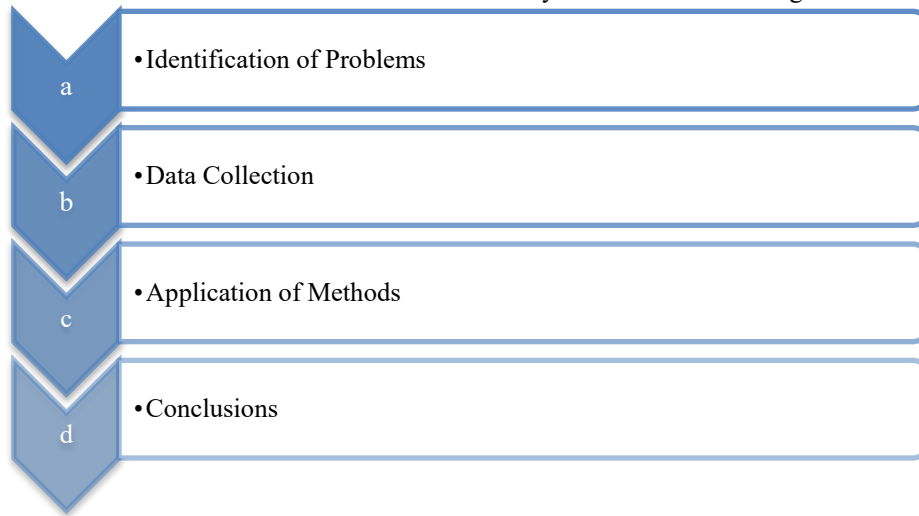 a
•Identification of Problems
b
•Data Collection
c
•Application of Methods
d
•Conclusions